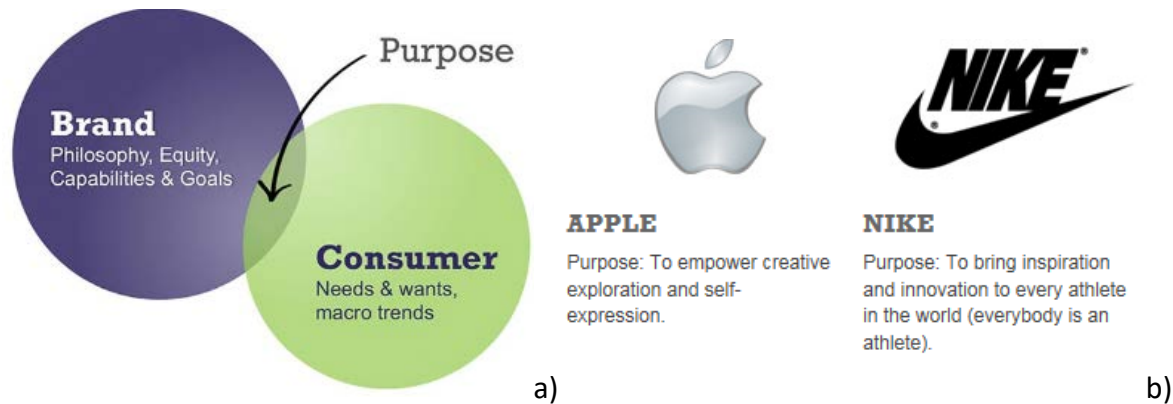 Purpose
Brand
Philosophy, Equity,
Capabilities & Goals
Consumer
Needs & wants,
macro trends
a)
APPLE
Purpose: To empower creative
exploration and self-
expression.
NIKE®
®
NIKE
Purpose: To bring inspiration
and innovation to every athlete
in the world (everybody is an
athlete).
b)